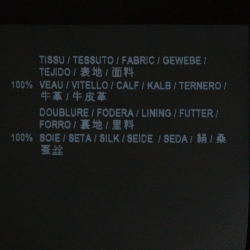 TISSU / TESSUTO / FABRIC / GEWEBE /
TEJIDO / 表地 / 面料
100% VEAU / VITELLO / CALF / KALB / TERNERO /
牛革 / 牛皮革
DOUBLURE / FODERA / LINING / FUTTER /
FORRO / 裏地 / 里料
100% SOIE / SETA / SILK / SEIDE / SEDA / 絹 / 桑
蚕丝